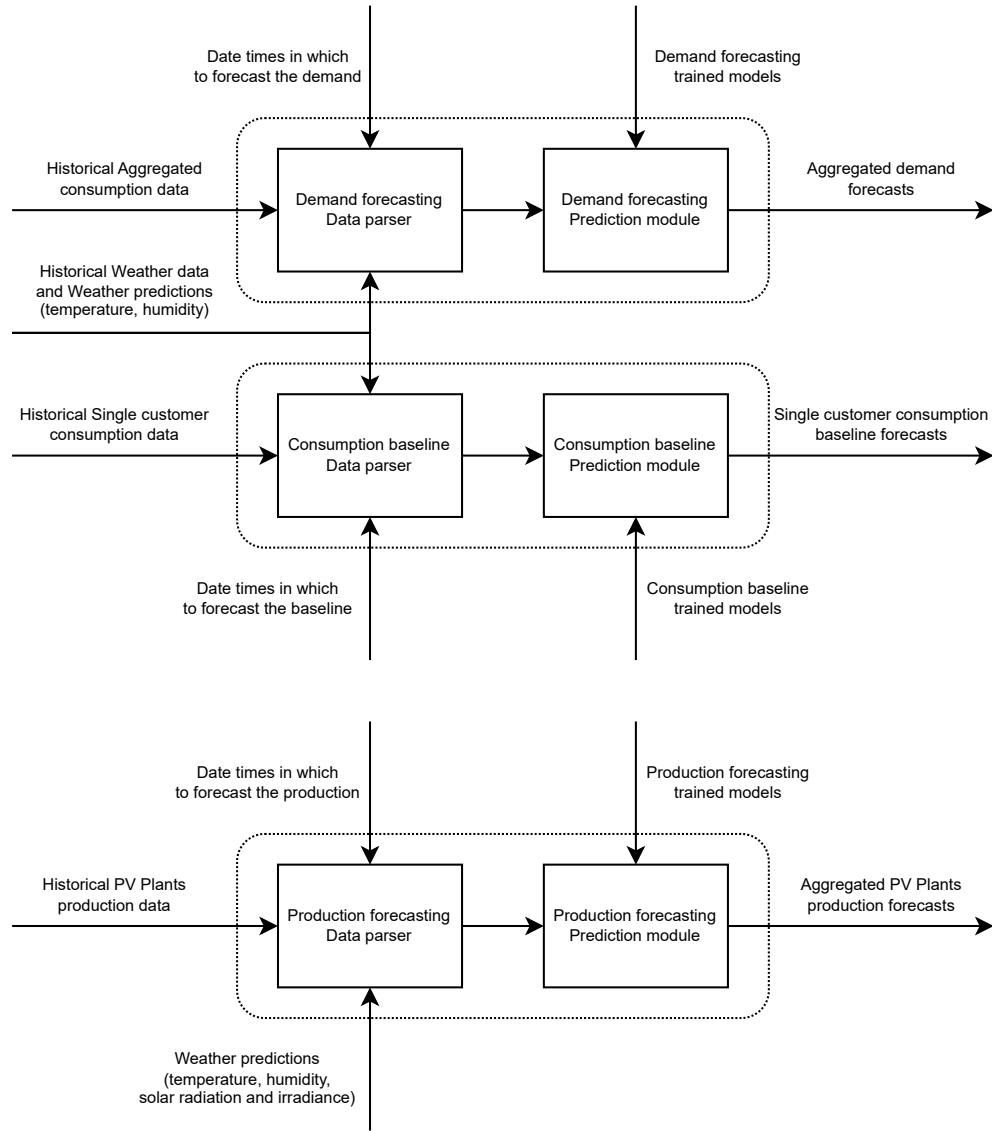 Date times in which
to forecast the demand
Demand forecasting
trained models
Historical Aggregated
consumption data
Demand forecasting
Data parser
Demand forecasting
Prediction module
Aggregated demand
forecasts
Historical Weather data
and Weather predictions
(temperature, humidity)
Historical Single customer
consumption data
Consumption baseline
Data parser
Consumption baseline
Prediction module
Single customer consumption
baseline forecasts
Date times in which
to forecast the baseline
Consumption baseline
trained models
Date times in which
to forecast the production
Production forecasting
trained models
Historical PV Plants
production data
Production forecasting
Data parser
Production forecasting
Prediction module
Aggregated PV Plants
production forecasts
Weather predictions
(temperature, humidity,
solar radiation and irradiance)